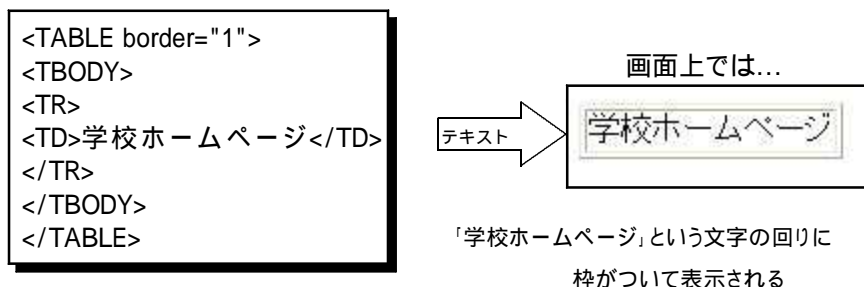 <TABLE border="1">
<TBODY>
<TR>
<TD>学校ホームページ</TD>
</TR>
</TBODY>
</TABLE>
テキスト
画面上では...
学校ホームページ
「学校ホームページ」という文字の回りに
枠がついて表示される